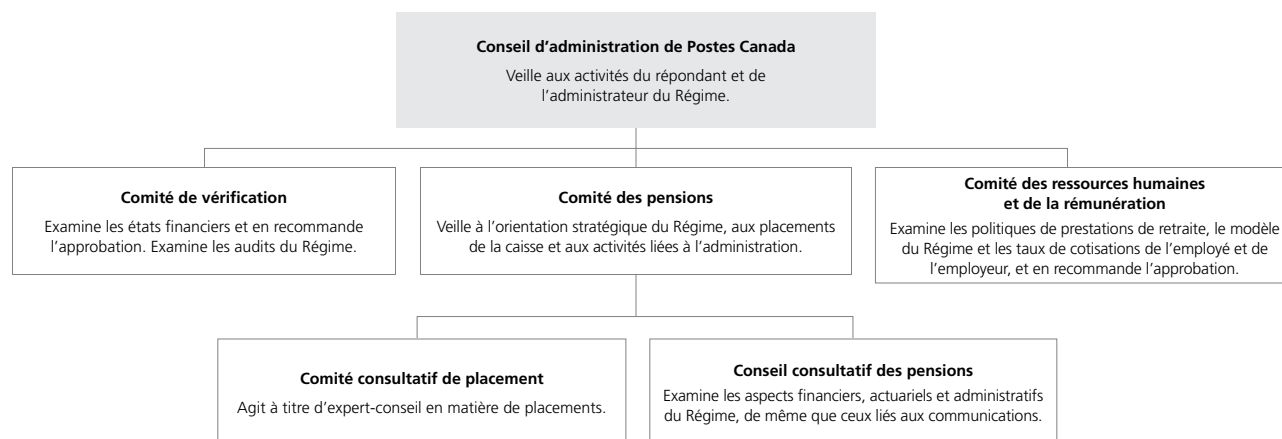 Conseil d’administration de Postes Canada
Veille aux activités du répondant et de
l’administrateur du Régime.
Comité de vérification
Examine les états financiers et en recommande
l’approbation. Examine les audits du Régime.
Comité des pensions
Veille à l’orientation stratégique du Régime, aux placements
de la caisse et aux activités liées à l’administration.
Comité des ressources humaines
et de la rémunération
Examine les politiques de prestations de retraite, le modèle
du Régime et les taux de cotisations de l’employé et de
l’employeur, et en recommande l’approbation.
Comité consultatif de placement
Agit à titre d’expert-conseil en matière de placements.
Conseil consultatif des pensions
Examine les aspects financiers, actuariels et administratifs
du Régime, de même que ceux liés aux communications.